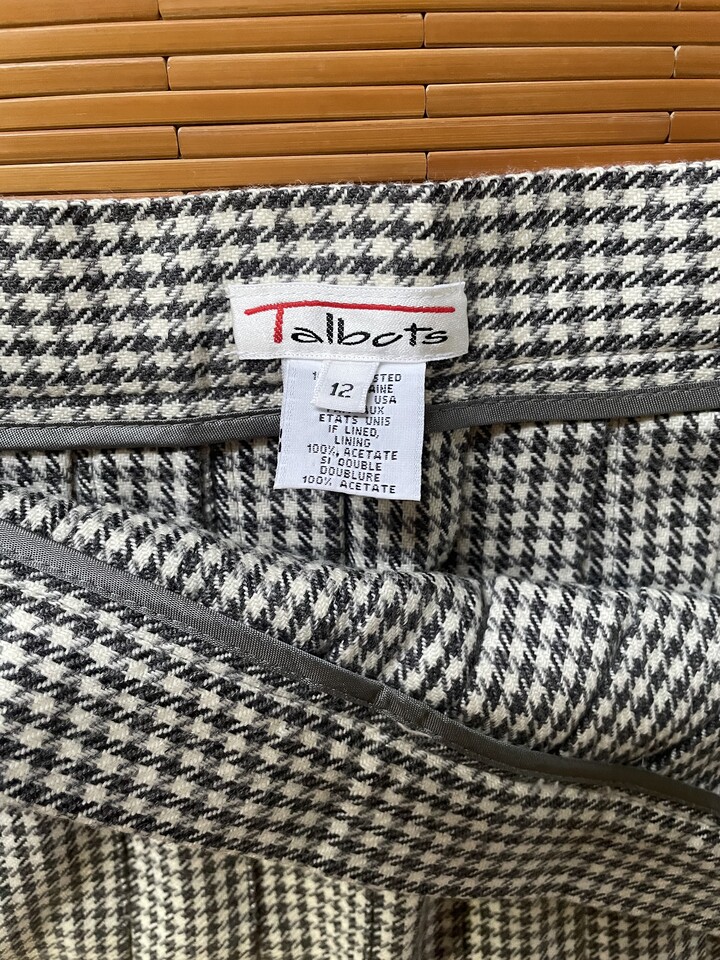 Talbots
12
USA
ETATS UNIS
IF LINED,
LINING
100% ACETATE
SI DOUBLE
DOUBLURE
100% ACETATE